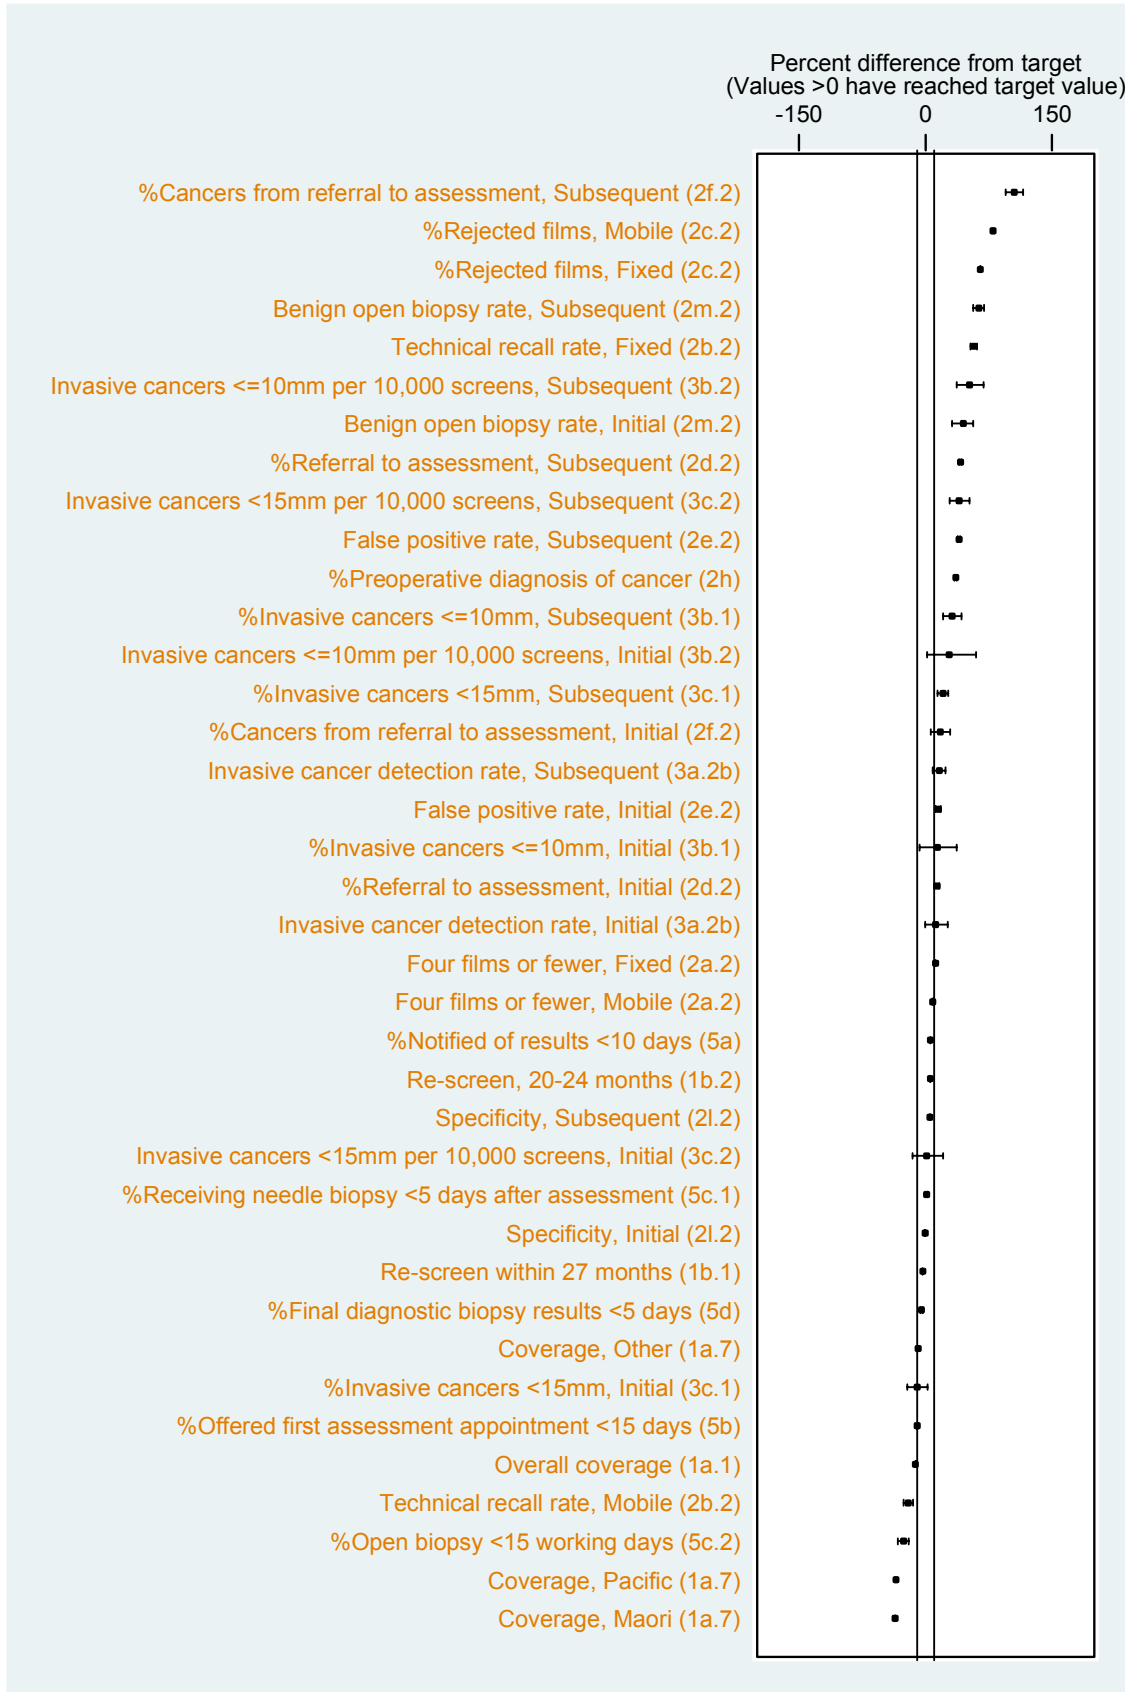 Percent difference from target
(Values >0 have reached target value)
-150 0 150
%Cancers from referral to assessment, Subsequent (2f.2)
%Rejected films, Mobile (2c.2)
%Rejected films, Fixed (2c.2)
Benign open biopsy rate, Subsequent (2m.2)
Technical recall rate, Fixed (2b.2)
Invasive cancers <=10mm per 10,000 screens, Subsequent (3b.2)
Benign open biopsy rate, Initial (2m.2)
%Referral to assessment, Subsequent (2d.2)
Invasive cancers <15mm per 10,000 screens, Subsequent (3c.2)
False positive rate, Subsequent (2e.2)
%Preoperative diagnosis of cancer (2h)
%Invasive cancers <=10mm, Subsequent (3b.1)
Invasive cancers <=10mm per 10,000 screens, Initial (3b.2)
%Invasive cancers <15mm, Subsequent (3c.1)
%Cancers from referral to assessment, Initial (2f.2)
Invasive cancer detection rate, Subsequent (3a.2b)
False positive rate, Initial (2e.2)
%Invasive cancers <=10mm, Initial (3b.1)
%Referral to assessment, Initial (2d.2)
Invasive cancer detection rate, Initial (3a.2b)
Four films or fewer, Fixed (2a.2)
Four films or fewer, Mobile (2a.2)
%Notified of results <10 days (5a)
Re-screen, 20-24 months (1b.2)
Specificity, Subsequent (2l.2)
Invasive cancers <15mm per 10,000 screens, Initial (3c.2)
%Receiving needle biopsy <5 days after assessment (5c.1)
Specificity, Initial (2l.2)
Re-screen within 27 months (1b.1)
%Final diagnostic biopsy results <5 days (5d)
Coverage, Other (1a.7)
%Invasive cancers <15mm, Initial (3c.1)
%Offered first assessment appointment <15 days (5b)
Overall coverage (1a.1)
Technical recall rate, Mobile (2b.2)
%Open biopsy <15 working days (5c.2)
Coverage, Pacific (1a.7)
Coverage, Maori (1a.7)